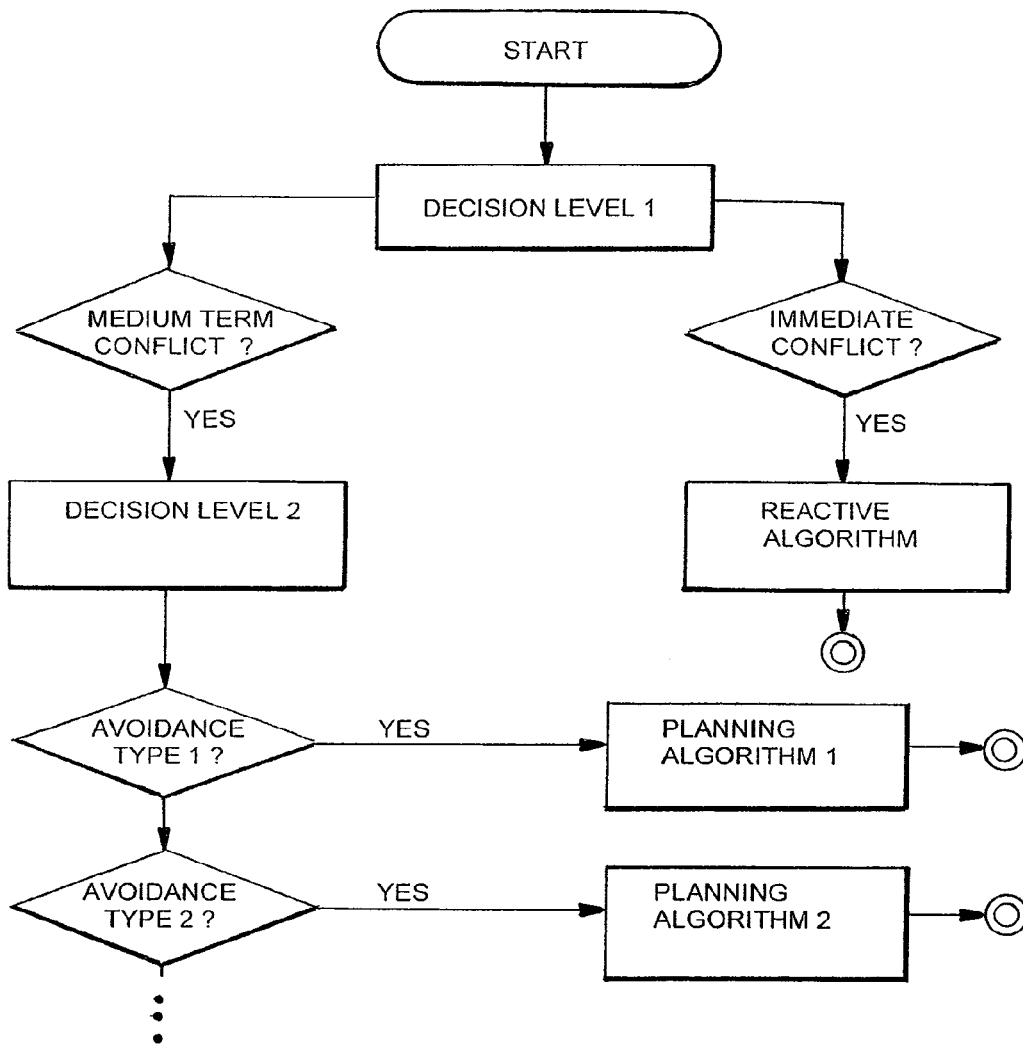 START
DECISION LEVEL 1
MEDIUM TERM
CONFLICT ?
IMMEDIATE
CONFLICT ?
YES
YES
DECISION LEVEL 2
REACTIVE
ALGORITHM
AVOIDANCE
TYPE 1 ?
YES
PLANNING
ALGORITHM 1
AVOIDANCE
TYPE 2 ?
YES
PLANNING
ALGORITHM 2